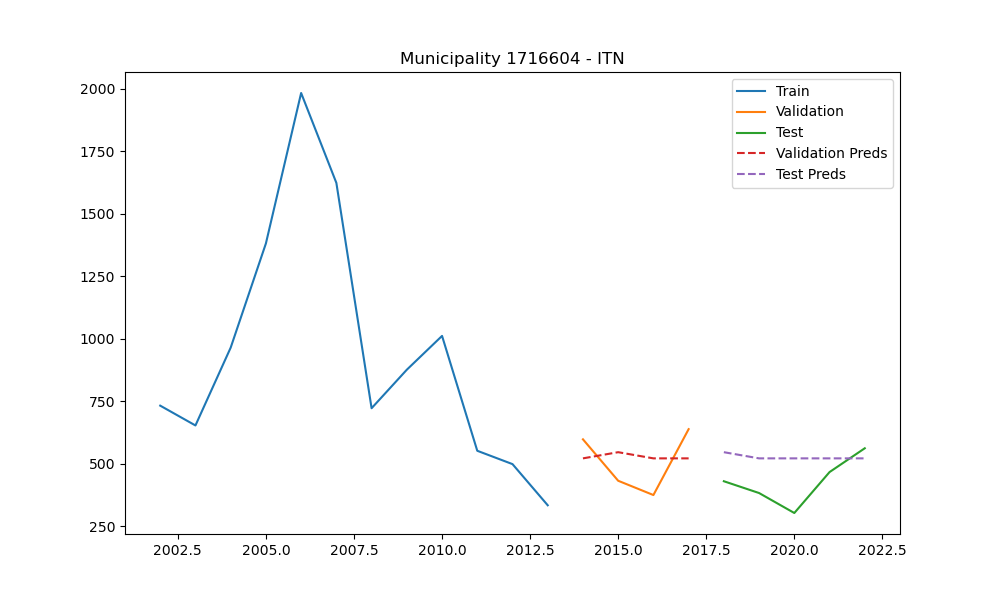 Municipality 1716604 - ITN
Train
Validation
Test
Validation Preds
Test Preds
2000
1750
1500
1250
1000
750
500
250
2002.5 2005.0 2007.5 2010.0 2012.5 2015.0 2017.5 2020.0 2022.5